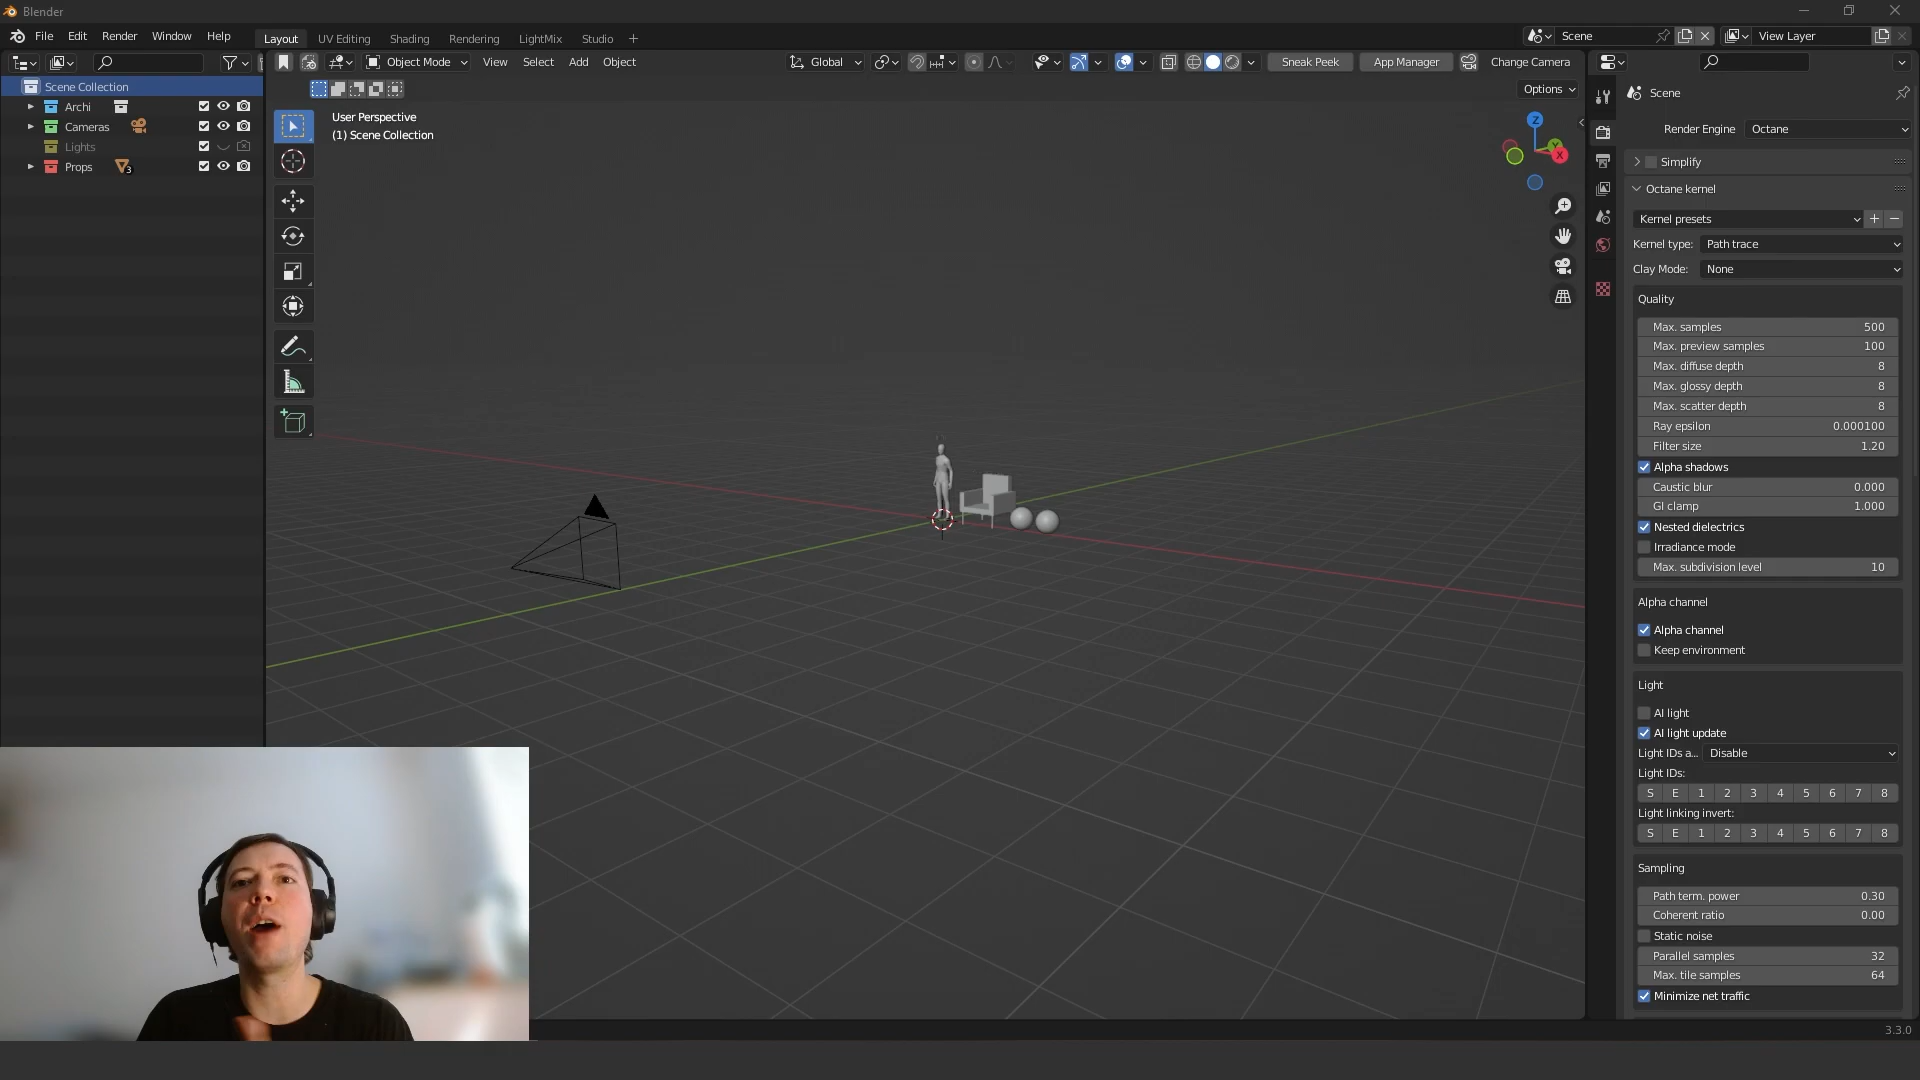 Blender
File Edit Render Window Help
Layout UV Editing Shading Rendering LightMix Studio +
Scene
View Layer
Object Mode
View Select Add Object
Global
Sneak Peek
App Manager
Change Camera
Options
Scene Collection
Archi
Cameras
Lights
Props
3
User Perspective
(1) Scene Collection
Z
Y
X
Scene
Render Engine Octane
Simplify
Octane kernel
Kernel presets
Kernel type: Path trace
Clay Mode: None
Quality
Max. samples 500
Max. preview samples 100
Max. diffuse depth 8
Max. glossy depth 8
Max. scatter depth 8
Ray epsilon 0.000100
Filter size 1.20
Alpha shadows
Caustic blur 0.000
GI clamp 1.000
Nested dielectrics
Irradiance mode
Max. subdivision level 10
Alpha channel
Alpha channel
Keep environment
Light
AI light
AI light update
Light IDs a... Disable
Light IDs:
S E 1 2 3 4 5 6 7 8
Light linking invert:
S E 1 2 3 4 5 6 7 8
Sampling
Path term. power 0.30
Coherent ratio 0.00
Static noise
Parallel samples 32
Max. tile samples 64
Minimize net traffic
3.3.0